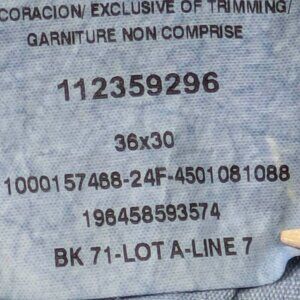 CORACION/ EXCLUSIVE OF TRIMMING/
GARNITURE NON COMPRISE
112359296
36x30
1000157468-24F-4501081088
196458593574
BK 71-LOT A-LINE 7